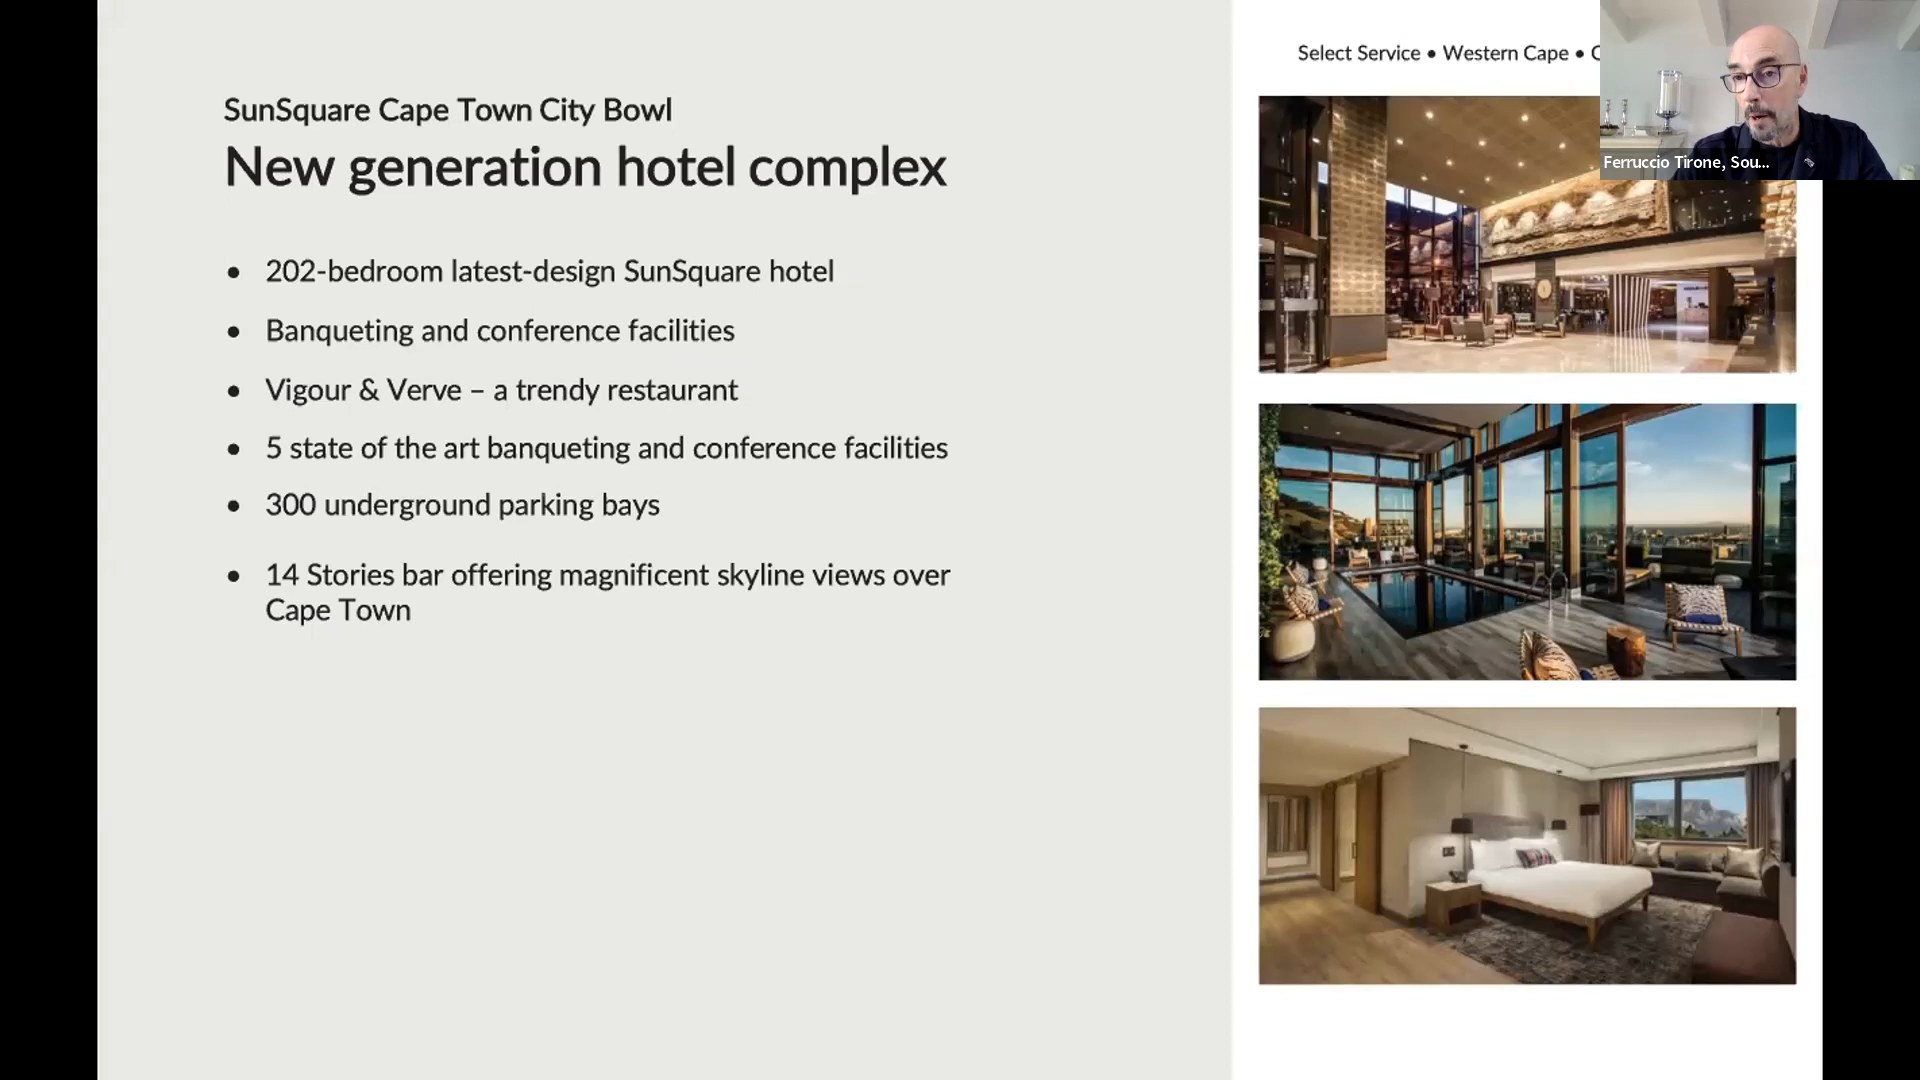 Select Service • Western Cape •
Ferruccio Tirone, Sou...
SunSquare Cape Town City Bowl
New generation hotel complex
• 202-bedroom latest-design SunSquare hotel
• Banqueting and conference facilities
• Vigour & Verve – a trendy restaurant
• 5 state of the art banqueting and conference facilities
• 300 underground parking bays
• 14 Stories bar offering magnificent skyline views over
Cape Town